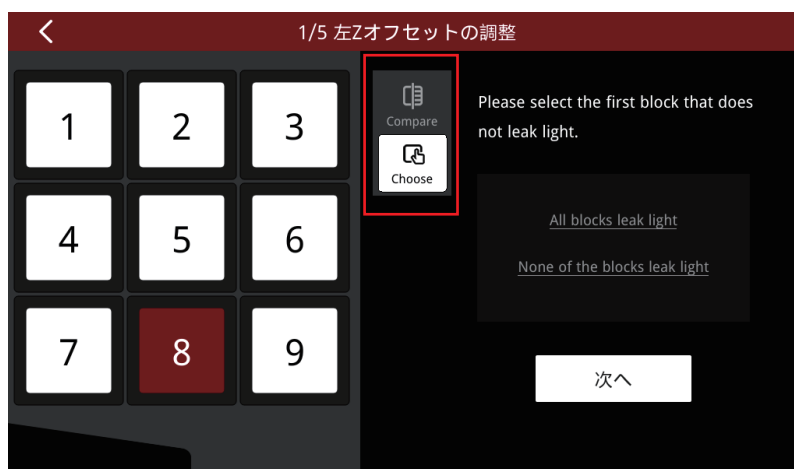 1/5 左Zオフセットの調整
1 2 3
4 5 6
7 8 9
Compare
Choose
Please select the first block that does
not leak light.
All blocks leak light
None of the blocks leak light
次へ